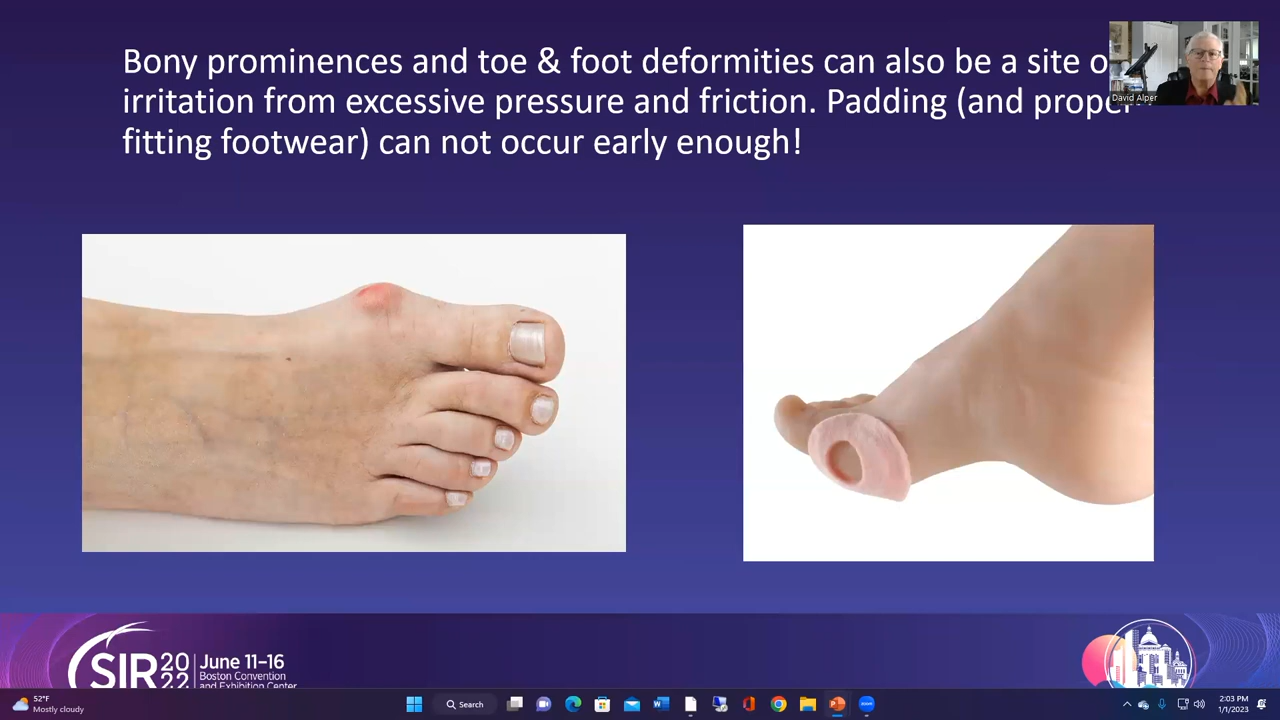 Bony prominences and toe & foot deformities can also be a site
irritation from excessive pressure and friction. Padding (and proper
fitting footwear) can not occur early enough!
David Alper
SIR 20 22
June 11-16
Boston Convention
and Exhibition Center
52°F
Mostly cloudy
Search
2:03 PM
1/1/2023